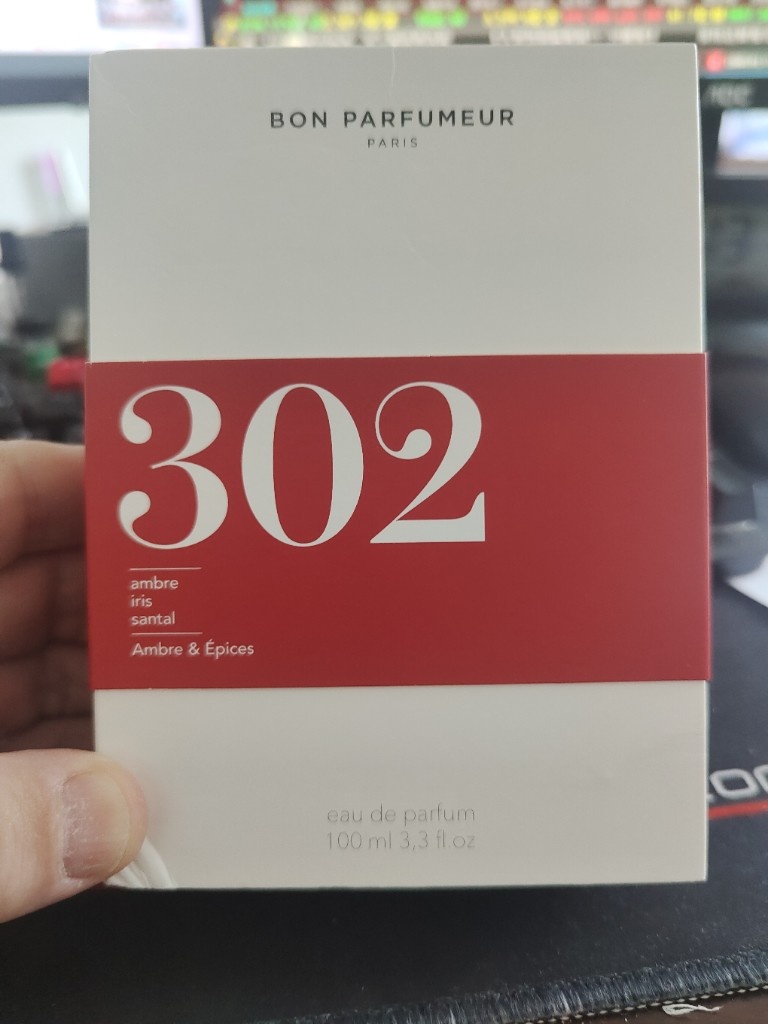 BON PARFUMEUR
PARIS
302
ambre
iris
santal
Ambre & Épices
eau de parfum
100 ml 3,3 fl.oz